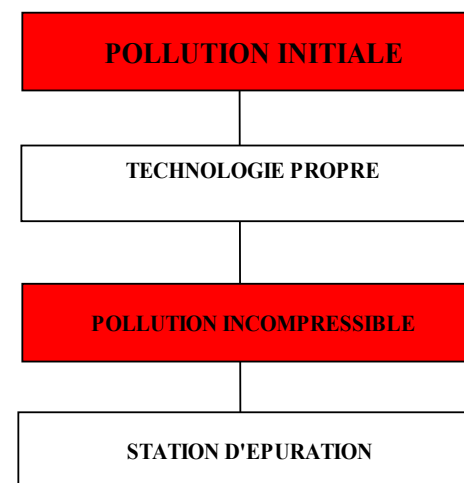 POLLUTION INITIALE
TECHNOLOGIE PROPRE
POLLUTION INCOMPRESSIBLE
STATION D'EPURATION